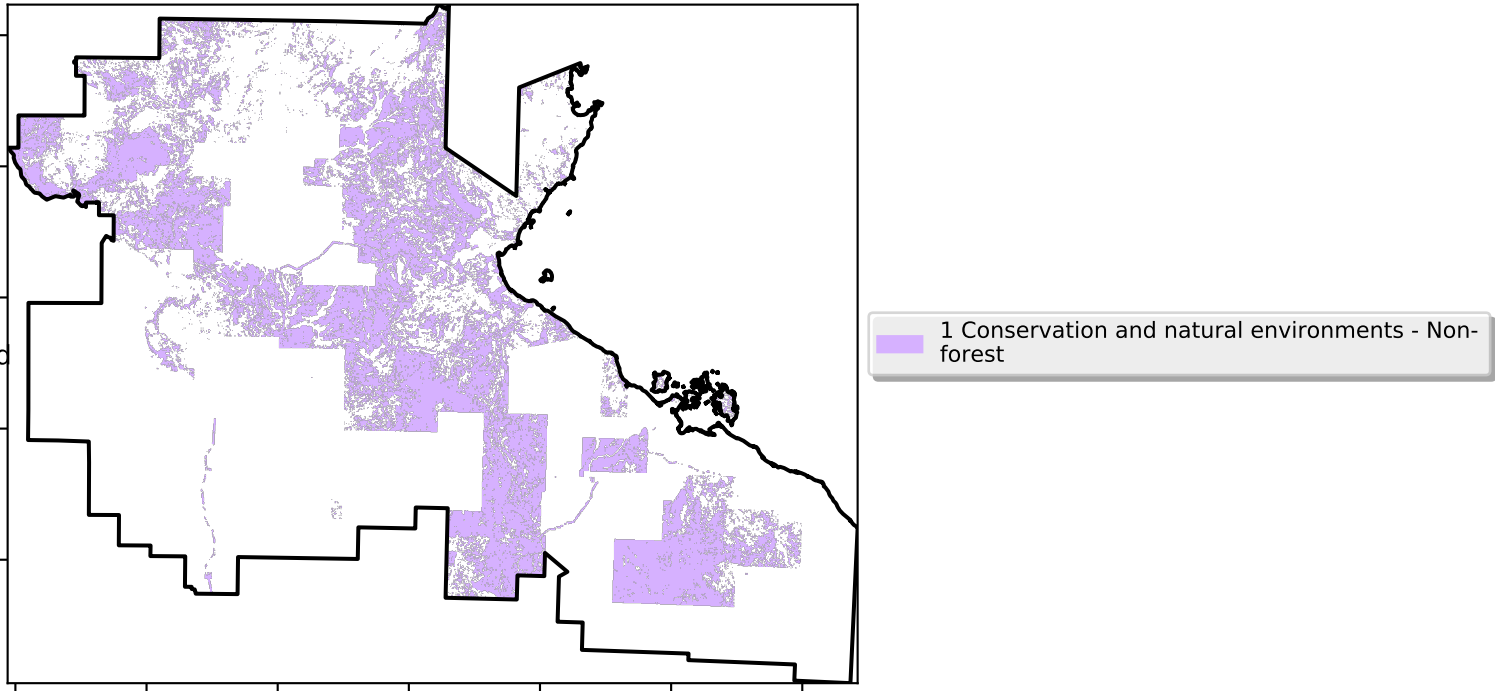 1 Conservation and natural environments - Non-
forest
d